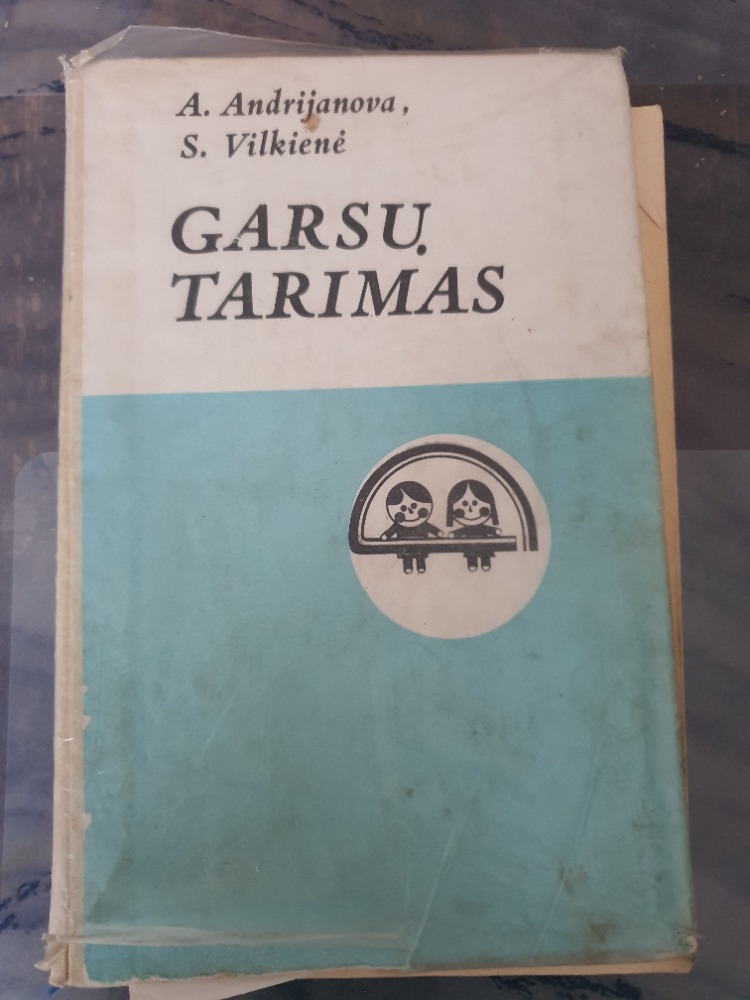 A. Andrijanova,
S. Vilkienė
GARSŲ
TARIMAS